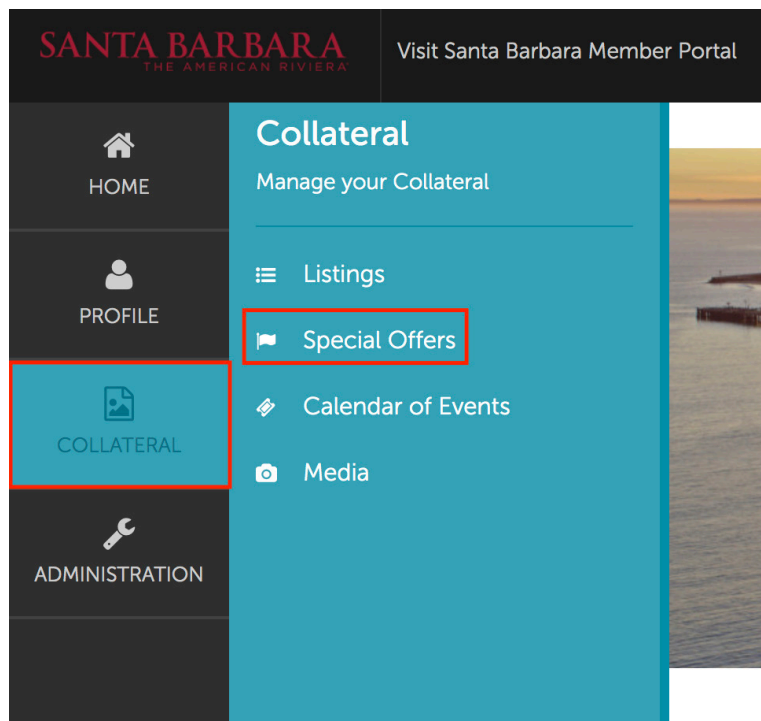 SANTA BARBARA
THE AMERICAN RIVIERA
Visit Santa Barbara Member Portal
HOME
PROFILE
COLLATERAL
ADMINISTRATION
Collateral
Manage your Collateral
Listings
Special Offers
Calendar of Events
Media